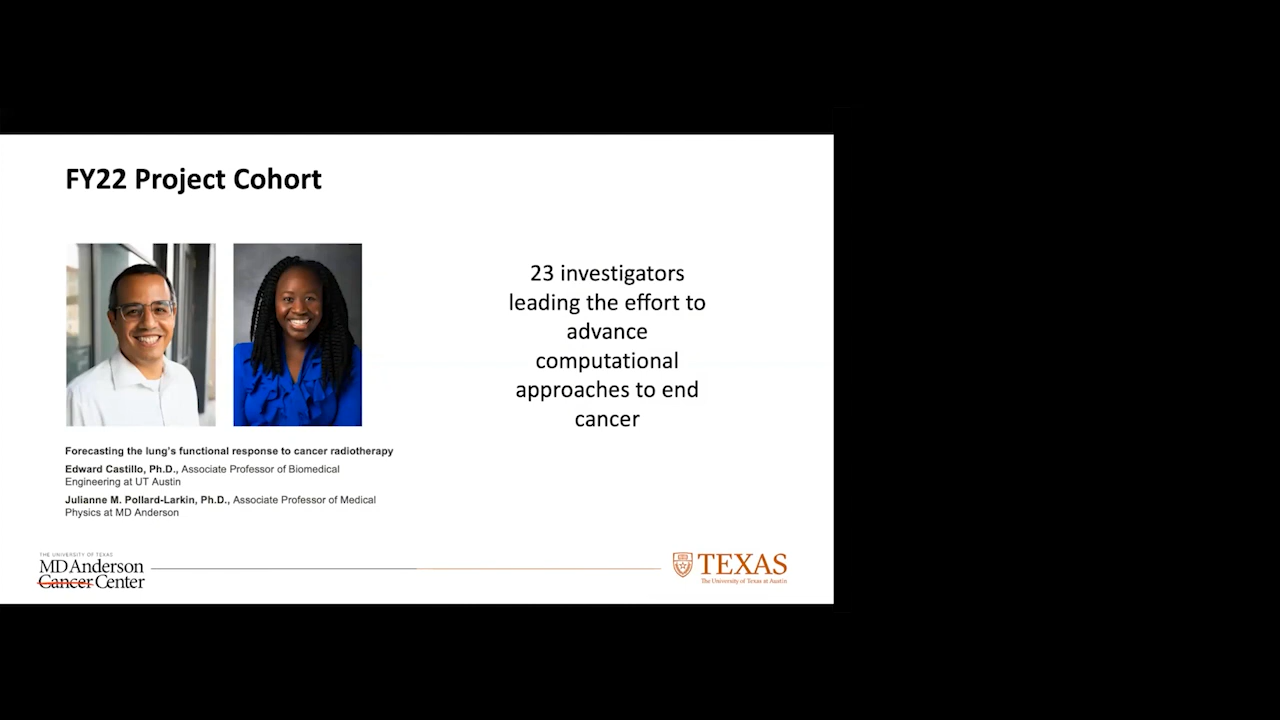 FY22 Project Cohort
23 investigators
leading the effort to
advance
computational
approaches to end
cancer
Forecasting the lung's functional response to cancer radiotherapy
Edward Castillo, Ph.D., Associate Professor of Biomedical
Engineering at UT Austin
Julianne M. Pollard-Larkin, Ph.D., Associate Professor of Medical
Physics at MD Anderson
THE UNIVERSITY OF TEXAS
MD Anderson
Cancer Center
TEXAS
The University of Texas at Austin